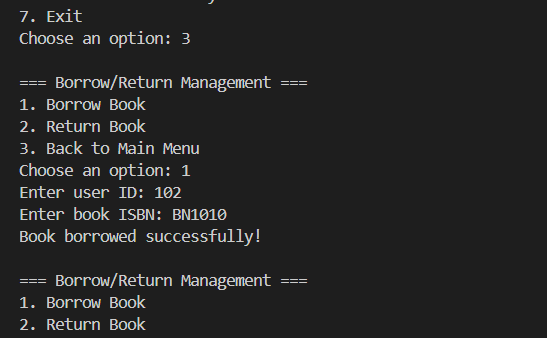 7. Exit
Choose an option: 3
=== Borrow/Return Management ===
1. Borrow Book
2. Return Book
3. Back to Main Menu
Choose an option: 1
Enter user ID: 102
Enter book ISBN: BN1010
Book borrowed successfully!
=== Borrow/Return Management ===
1. Borrow Book
2. Return Book